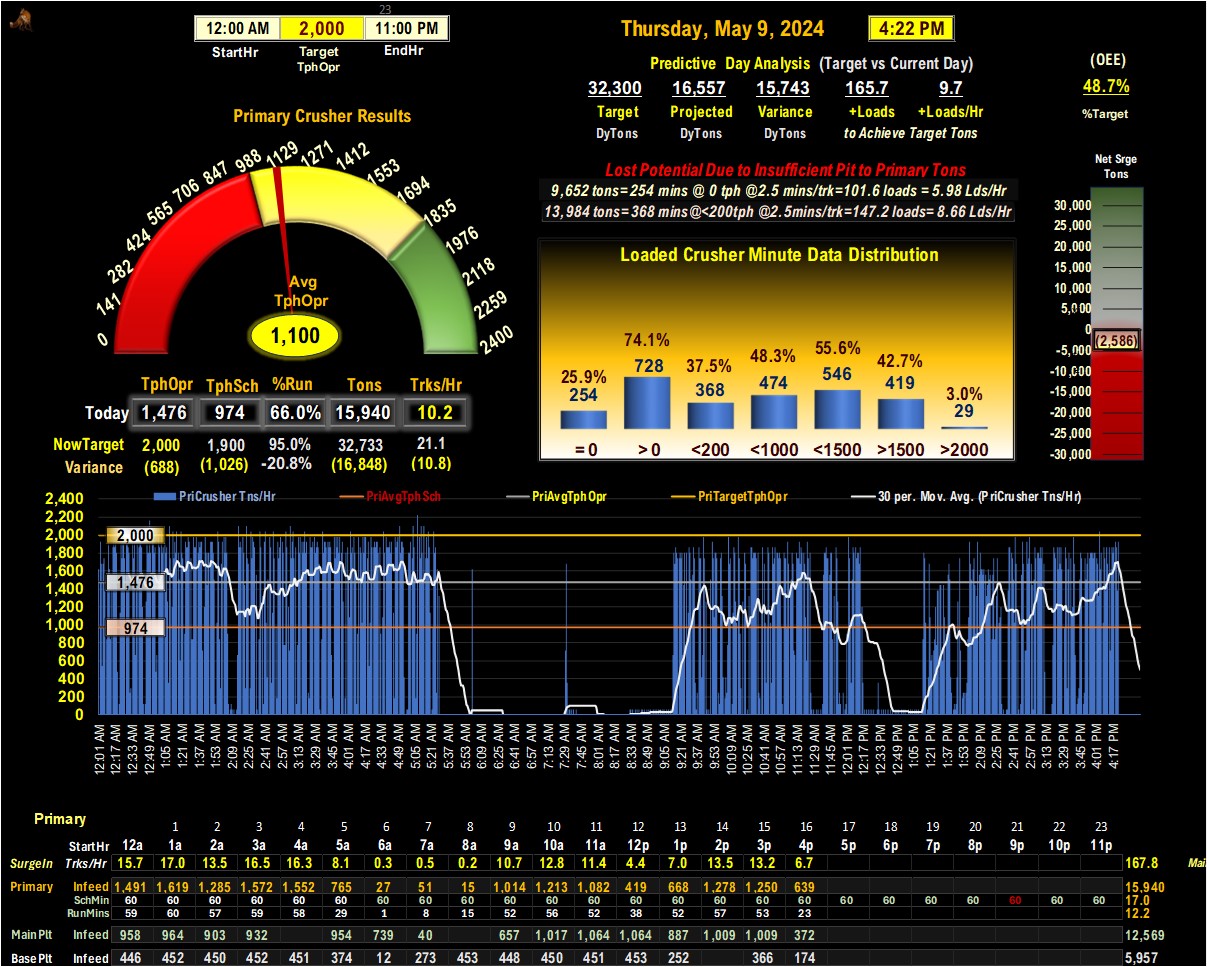 23
12:00 AM 2,000 11:00 PM
StartHr Target TphOpr EndHr
Thursday, May 9, 2024 4:22 PM
Predictive Day Analysis (Target vs Current Day)
32,300 16,557 15,743 165.7 9.7
Target Projected Variance +Loads +Loads/Hr
DyTons DyTons DyTons to Achieve Target Tons
(OEE)
48.7%
%Target
Primary Crusher Results
0 141 282 424 565 706 847 988 1129 1271 1412 1553 1694 1835 1976 2118 2259 2400
Avg
TphOpr
1,100
Lost Potential Due to Insufficient Pit to Primary Tons
9,652 tons=254 mins @ 0 tph @2.5 mins/trk=101.6 loads = 5.98 Lds/Hr
13,984 tons=368 mins@<200tph @2.5mins/trk=147.2 loads= 8.66 Lds/Hr
Net Srge
Tons
30,000
25,000
20,000
15,000
10,000
5,000
0
(2,586)
-5,000
-10,000
-15,000
-20,000
-25,000
-30,000
Loaded Crusher Minute Data Distribution
25.9% 74.1% 37.5% 48.3% 55.6% 42.7% 3.0%
254 728 368 474 546 419 29
=0 >0 <200 <1000 <1500 >1500 >2000
TphOpr TphSch %Run Tons Trks/Hr
Today 1,476 974 66.0% 15,940 10.2
NowTarget 2,000 1,900 95.0% 32,733 21.1
Variance (688) (1,026) -20.8% (16,848) (10.8)
PriCrusher Tns/Hr PriAvgTphSch PriAvgTphOpr PriTargetTphOpr 30 per. Mov. Avg. (PriCrusher Tns/Hr)
2,400
2,200
2,000 2,000
1,800
1,600
1,400 1,476
1,200
1,000 974
800
600
400
200
0
12:01 AM 12:17 AM 12:33 AM 12:49 AM 1:05 AM 1:21 AM 1:37 AM 1:53 AM 2:09 AM 2:25 AM 2:41 AM 2:57 AM 3:13 AM 3:29 AM 3:45 AM 4:01 AM 4:17 AM 4:33 AM 4:49 AM 5:05 AM 5:21 AM 5:37 AM 5:53 AM 6:09 AM 6:25 AM 6:41 AM 6:57 AM 7:13 AM 7:29 AM 7:45 AM 8:01 AM 8:17 AM 8:33 AM 8:49 AM 9:05 AM 9:21 AM 9:37 AM 9:53 AM 10:09 AM 10:25 AM 10:41 AM 10:57 AM 11:13 AM 11:29 AM 11:45 AM 12:01 PM 12:17 PM 12:33 PM 12:49 PM 1:05 PM 1:21 PM 1:37 PM 1:53 PM 2:09 PM 2:25 PM 2:41 PM 2:57 PM 3:13 PM 3:29 PM 3:45 PM 4:01 PM 4:17 PM
Primary
1 2 3 4 5 6 7 8 9 10 11 12 13 14 15 16 17 18 19 20 21 22 23
StartHr 12a 1a 2a 3a 4a 5a 6a 7a 8a 9a 10a 11a 12p 1p 2p 3p 4p 5p 6p 7p 8p 9p 10p 11p
SurgeIn Trks/Hr 15.7 17.0 13.5 16.5 16.3 8.1 0.3 0.5 0.2 10.7 12.8 11.4 4.4 7.0 13.5 13.2 6.7 167.8
Primary Infeed 1,491 1,619 1,285 1,572 1,552 765 27 51 15 1,014 1,213 1,082 419 668 1,278 1,250 639 15,940
SchMin 60 60 60 60 60 60 60 60 60 60 60 60 60 60 60 60 60 60 60 60 60 60 60 60 17.0
RunMins 59 60 57 59 58 29 1 8 15 52 56 52 38 52 57 53 23 12.2
MainPlt Infeed 958 964 903 932 954 739 40 657 1,017 1,064 1,064 887 1,009 1,009 372 12,569
BasePlt Infeed 446 452 450 452 451 374 12 273 453 448 450 451 453 252 366 174 5,957